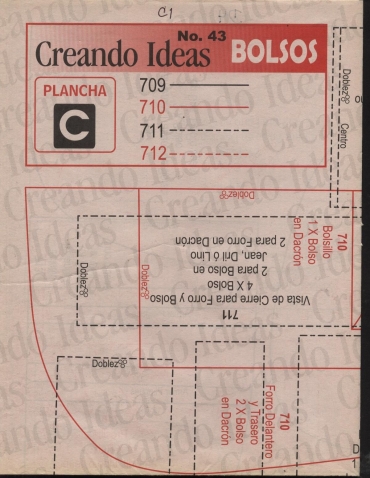 C1
Creando Ideas No. 43 BOLSOS
PLANCHA
C
709
710
711
712
Doblez
Centro
Doblez
710
Bolsillo
1 X Bolso
en Dacrón
711
Vista de Cierre para Forro y Bolso
4 X Bolso
2 para Bolso en
Jean, Dril ó Lino
2 para Forro en Dacrón
Doblez
Doblez
Doblez
710
Forro Delantero
y Trasero
2 X Bolso
en Dacrón